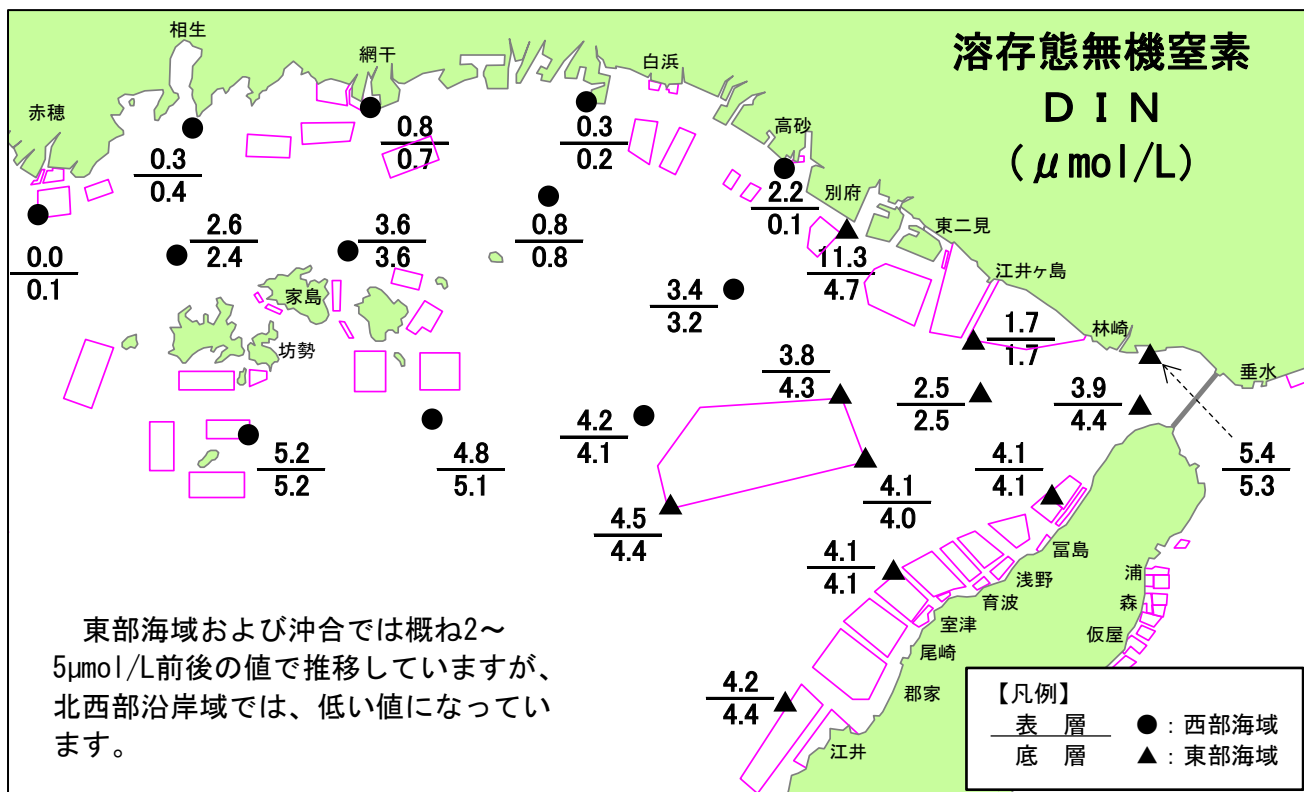 溶存態無機窒素
ＤＩＮ
(μmol/L)
相生
網干
白浜
赤穂
高砂
別府
東二見
江井ヶ島
林崎
垂水
家島
坊勢
0.3
0.4
0.8
0.7
0.3
0.2
2.2
0.1
0.0
0.1
2.6
2.4
3.6
3.6
0.8
0.8
11.3
4.7
3.4
3.2
1.7
1.7
3.8
4.3
2.5
2.5
3.9
4.4
4.2
4.1
5.2
5.2
4.8
5.1
4.1
4.1
5.4
5.3
4.1
4.0
4.5
4.4
4.1
4.1
4.2
4.4
冨島
浅野
育波
室津
尾崎
郡家
江井
浦
森
仮屋
東部海域および沖合では概ね2～
5μmol/L前後の値で推移していますが、
北西部沿岸域では、低い値になってい
ます。
【凡例】
表　層
底　層
●：西部海域
▲：東部海域